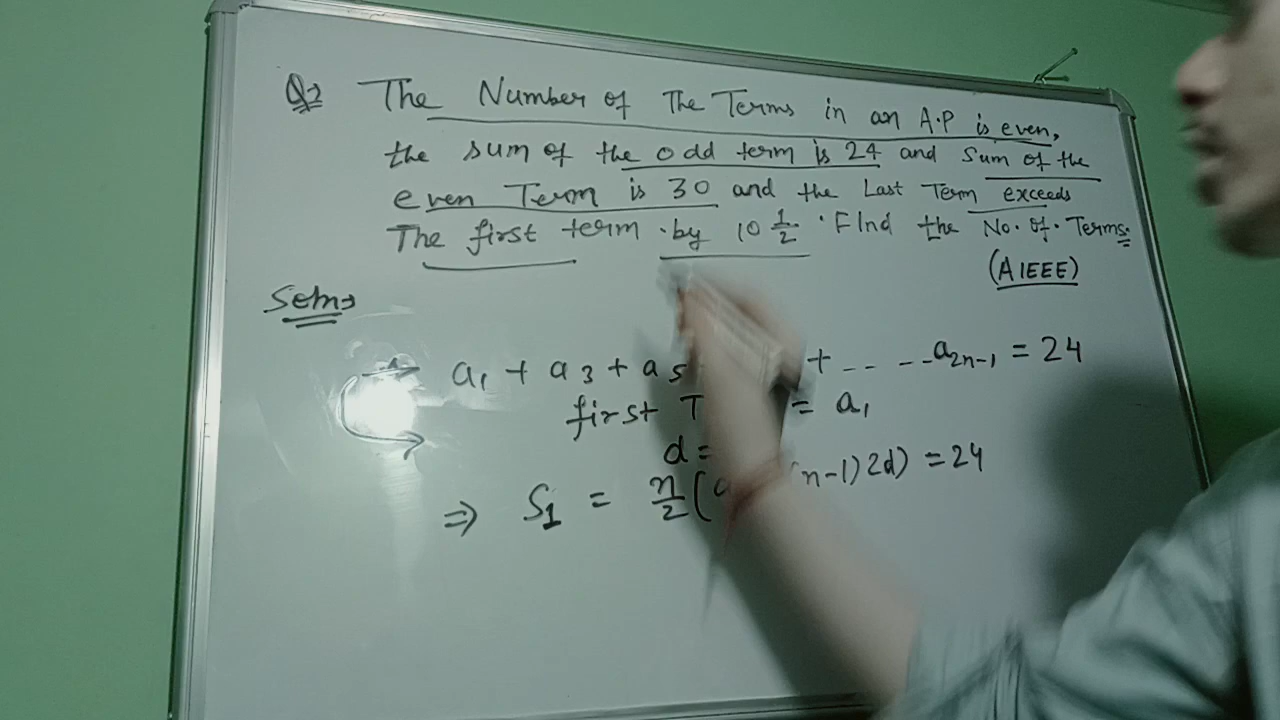 Q2 The Number of The Terms in an A.P is even,
the sum of the odd term is 24 and Sum of the
even Term is 30 and the Last Term exceeds
The first term by 10 1/2 . FInd the No. of. Terms.
(AIEEE)
Soln
a1 + a3 + a5 + ... a2n-1 = 24
first = a1
d =
⇒ S1 = n/2 ( n-1)2d) = 24